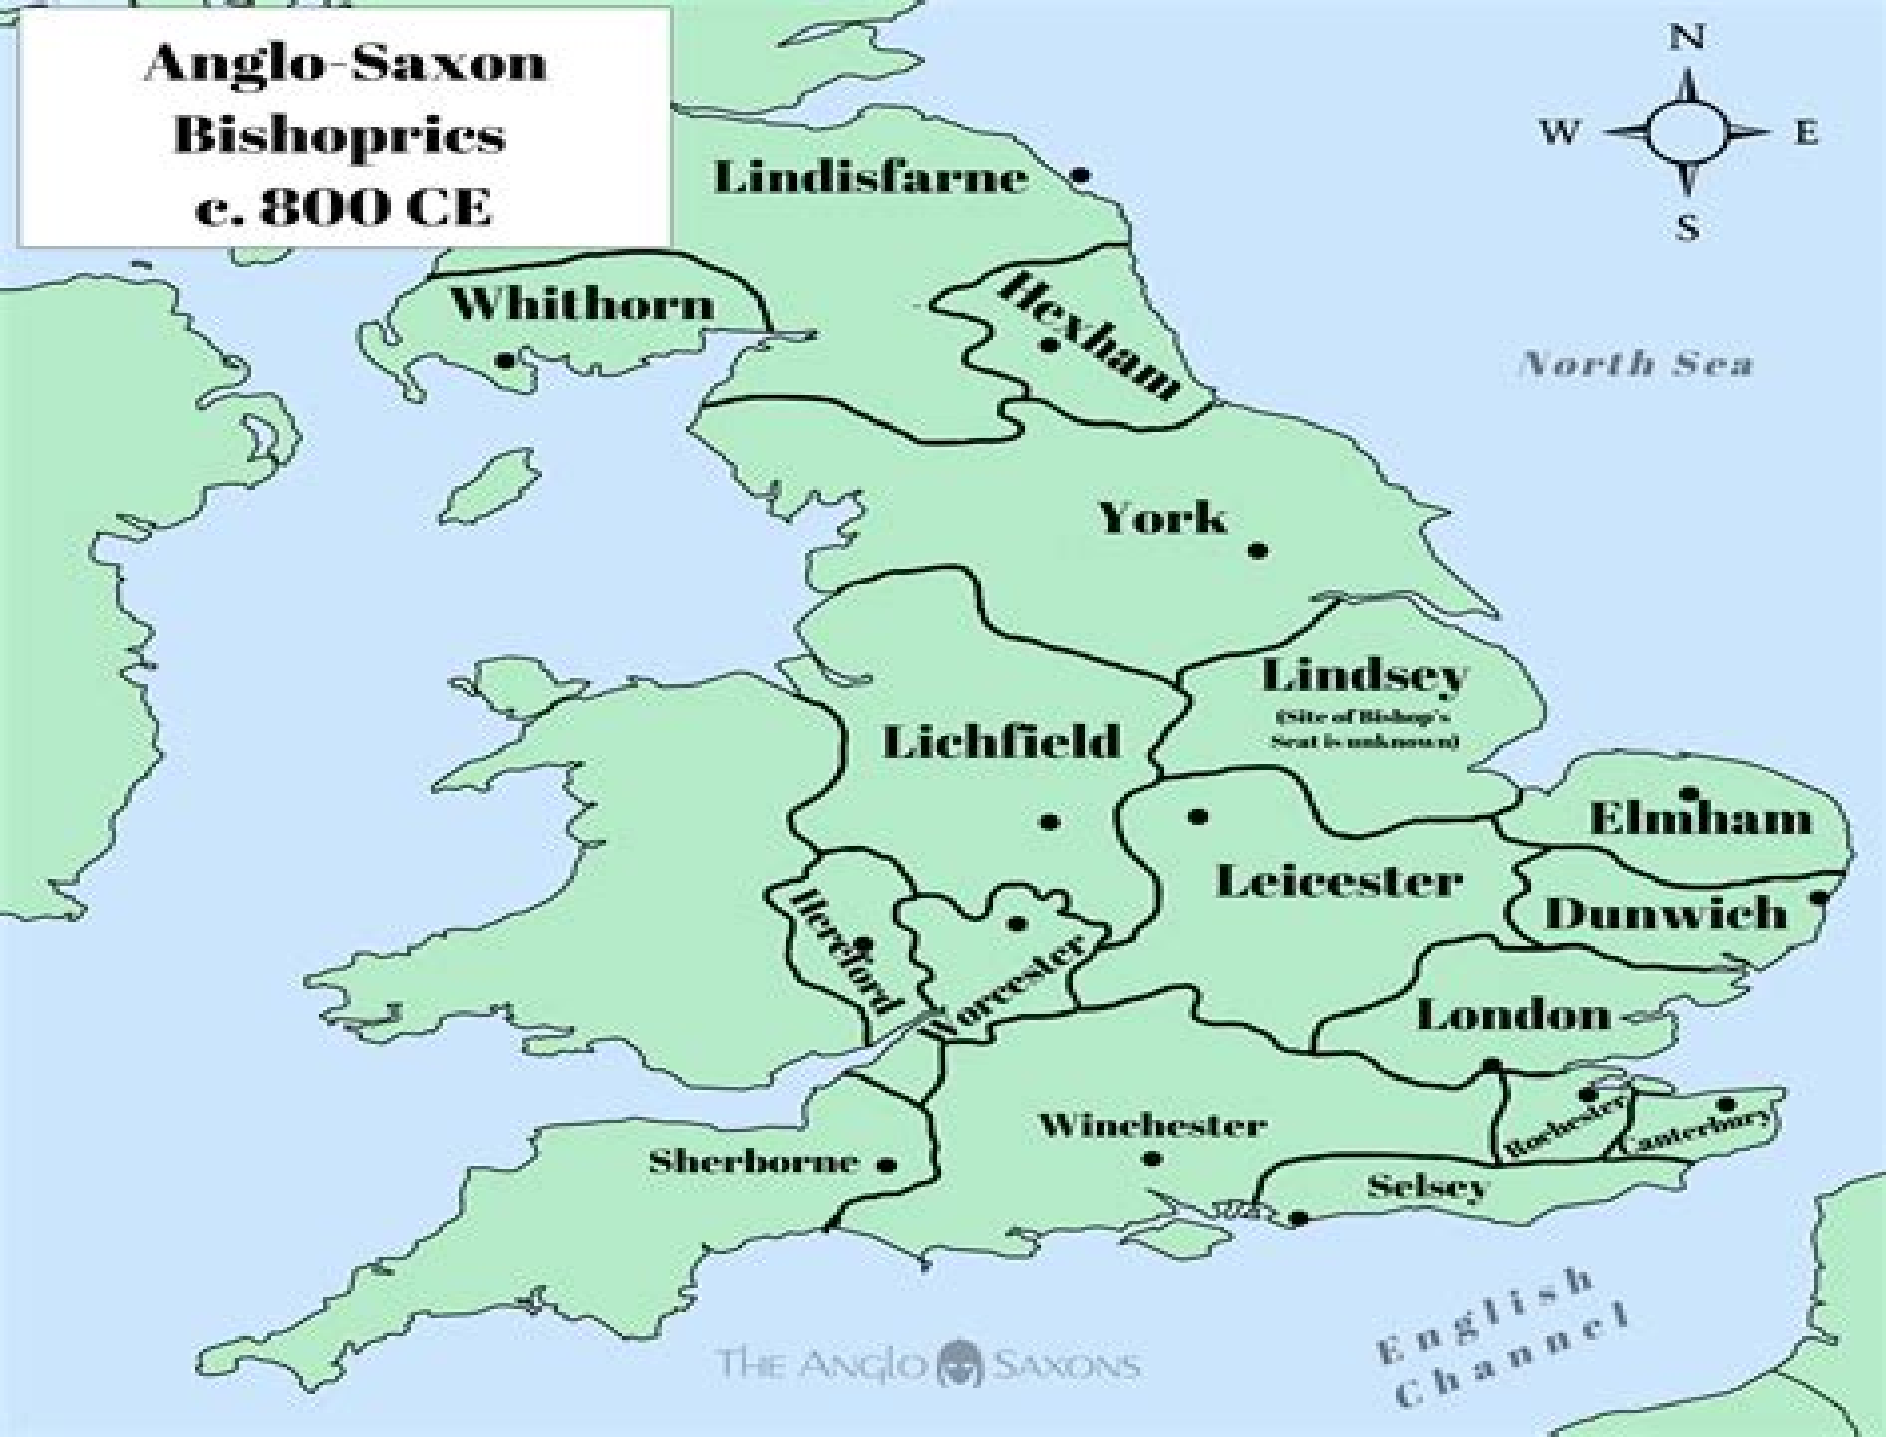 Anglo-Saxon
Bishoprics
c. 800 CE
N
W E
S
Lindisfarne
Whithorn
Hexham
North Sea
York
Lindsey
(Site of Bishop's
Seat is unknown)
Lichfield
Elmham
Leicester
Dunwich
Hereford
Worcester
London
Winchester
Rochester
Canterbury
Sherborne
Selsey
English
Channel
THE ANGLO SAXONS